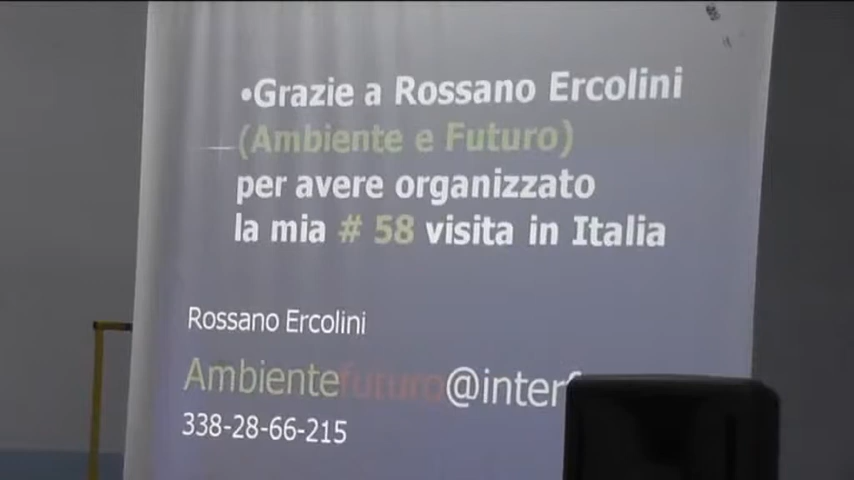 •Grazie a Rossano Ercolini
(Ambiente e Futuro)
per avere organizzato
la mia # 58 visita in Italia
Rossano Ercolini
Ambientefuturo@interf
338-28-66-215